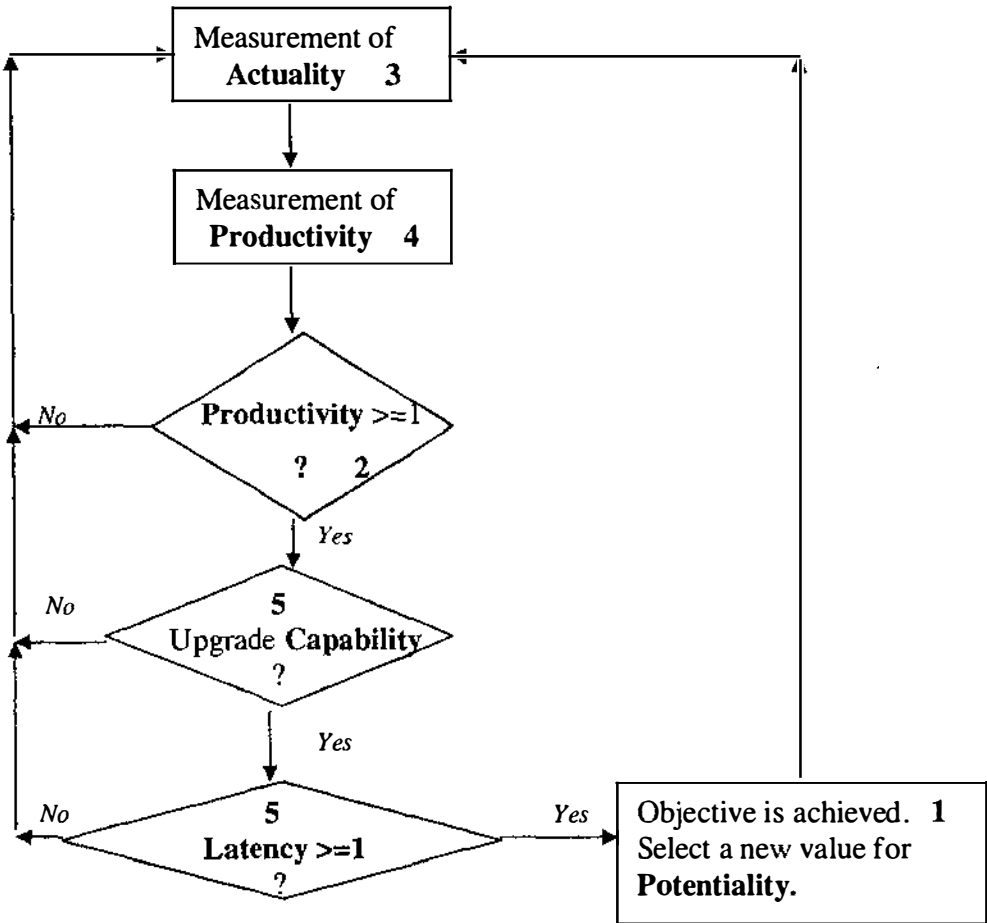 Measurement of
Actuality 3
Measurement of
Productivity 4
Productivity >=1
? 2
No
Yes
5
Upgrade Capability
?
No
Yes
5
Latency >=1
?
No
Yes
Objective is achieved. 1
Select a new value for
Potentiality.